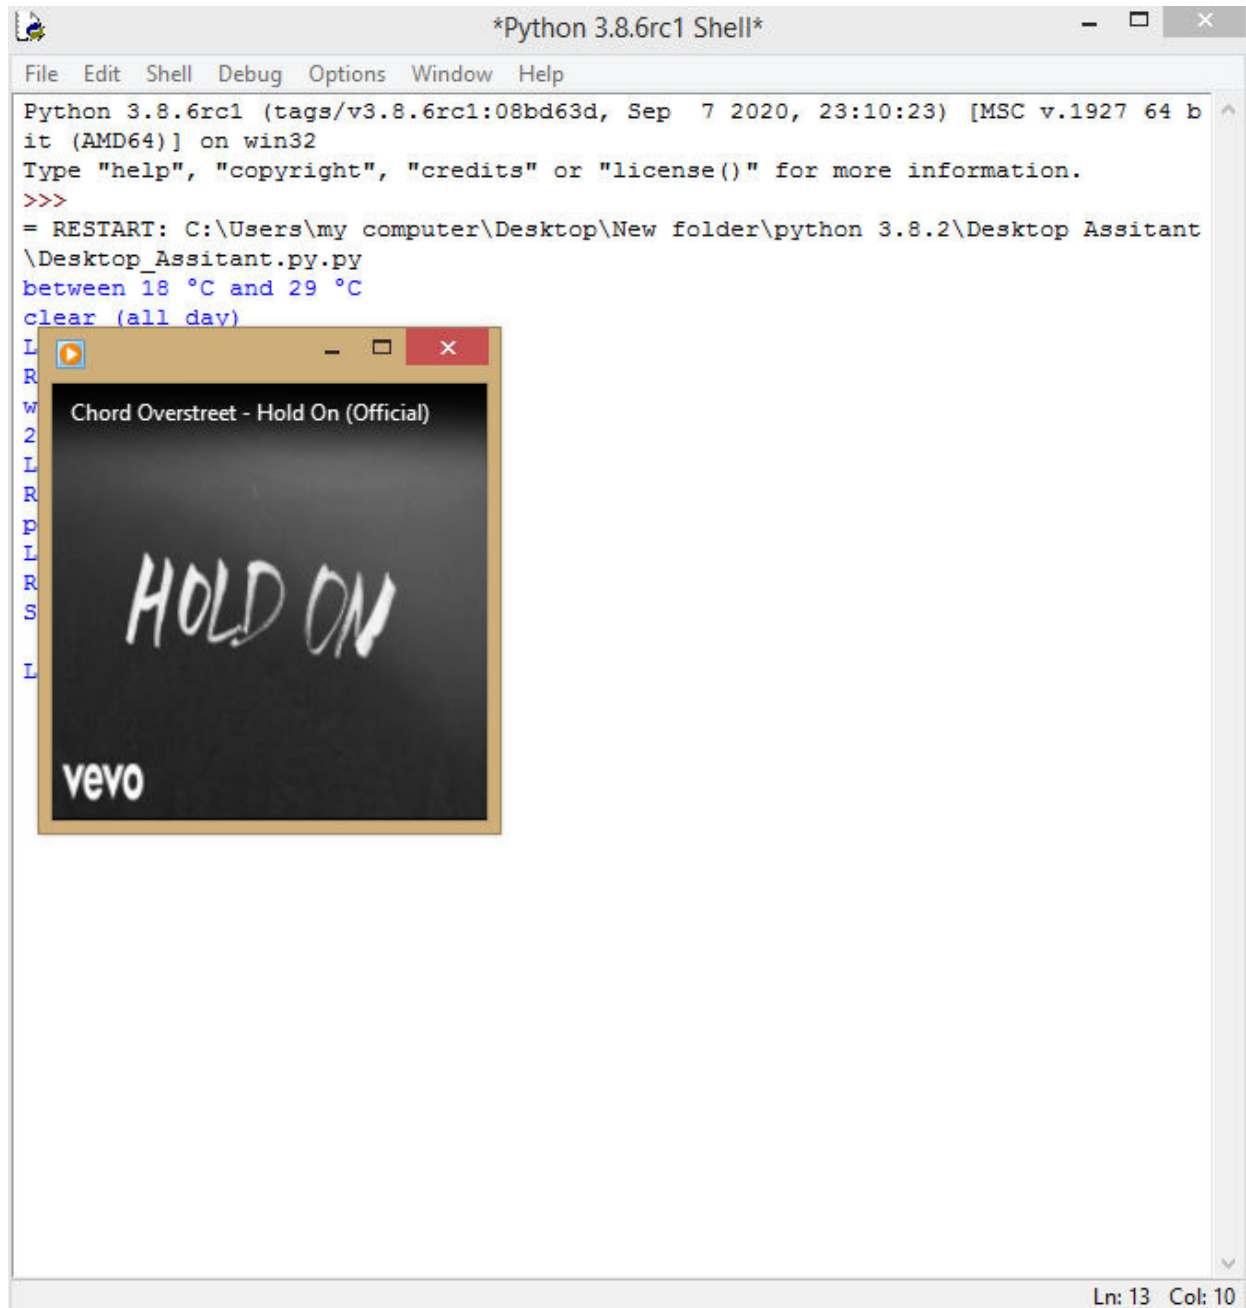 *Python 3.8.6rc1 Shell*
File Edit Shell Debug Options Window Help
Python 3.8.6rc1 (tags/v3.8.6rc1:08bd63d, Sep  7 2020, 23:10:23) [MSC v.1927 64 b
it (AMD64)] on win32
Type "help", "copyright", "credits" or "license()" for more information.
>>>
= RESTART: C:\Users\my computer\Desktop\New folder\python 3.8.2\Desktop Assitant
\Desktop_Assitant.py.py
between 18 °C and 29 °C
clear (all day)
L
R
w
2
L
R
p
L
R
S
L
Chord Overstreet - Hold On (Official)
HOLD ON
vevo
Ln: 13 Col: 10